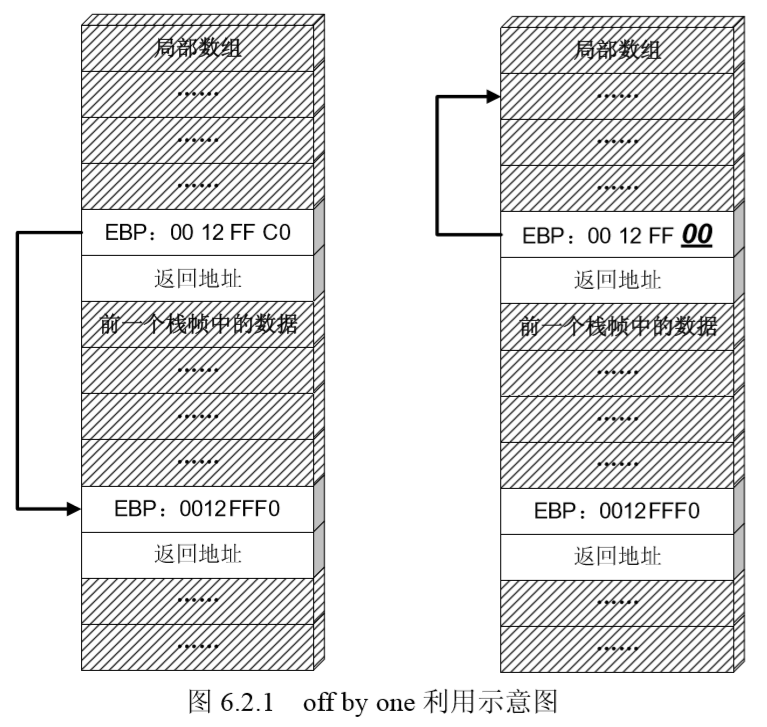 局部数组
……
……
……
EBP：00 12 FF C0
返回地址
前一个栈帧中的数据
……
……
……
EBP：0012FFF0
返回地址
……
……
局部数组
……
……
……
EBP：00 12 FF 00
返回地址
前一个栈帧中的数据
……
……
……
EBP：0012FFF0
返回地址
……
……
图 6.2.1 off by one 利用示意图